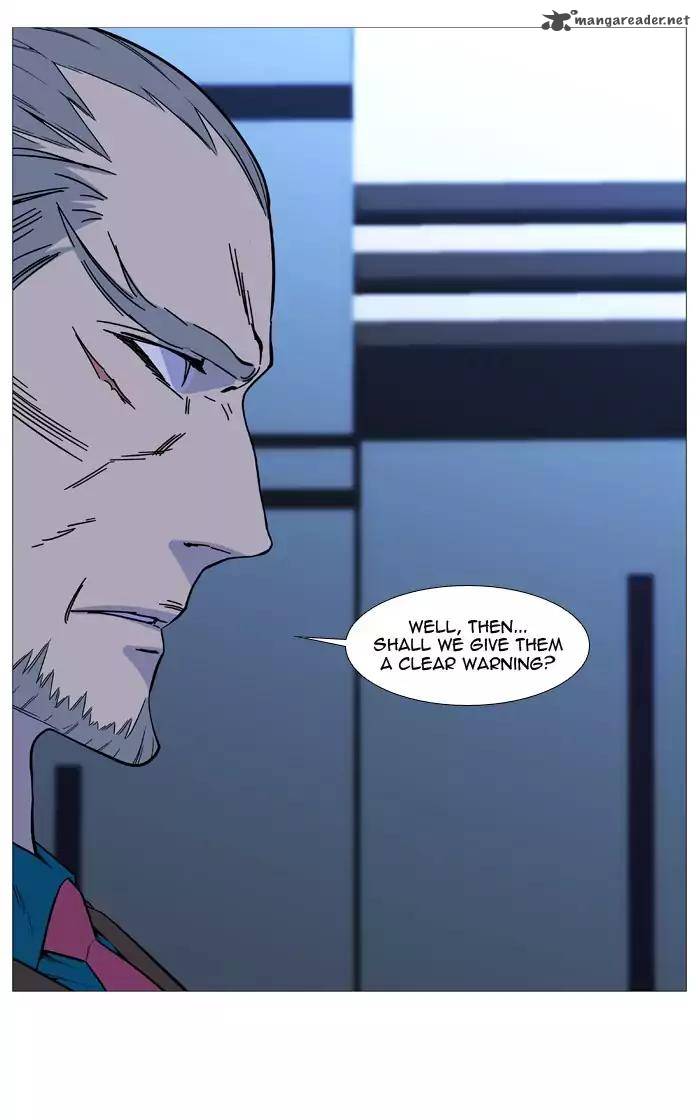 mangareader.net
WELL, THEN...
SHALL WE GIVE THEM
A CLEAR WARNING?